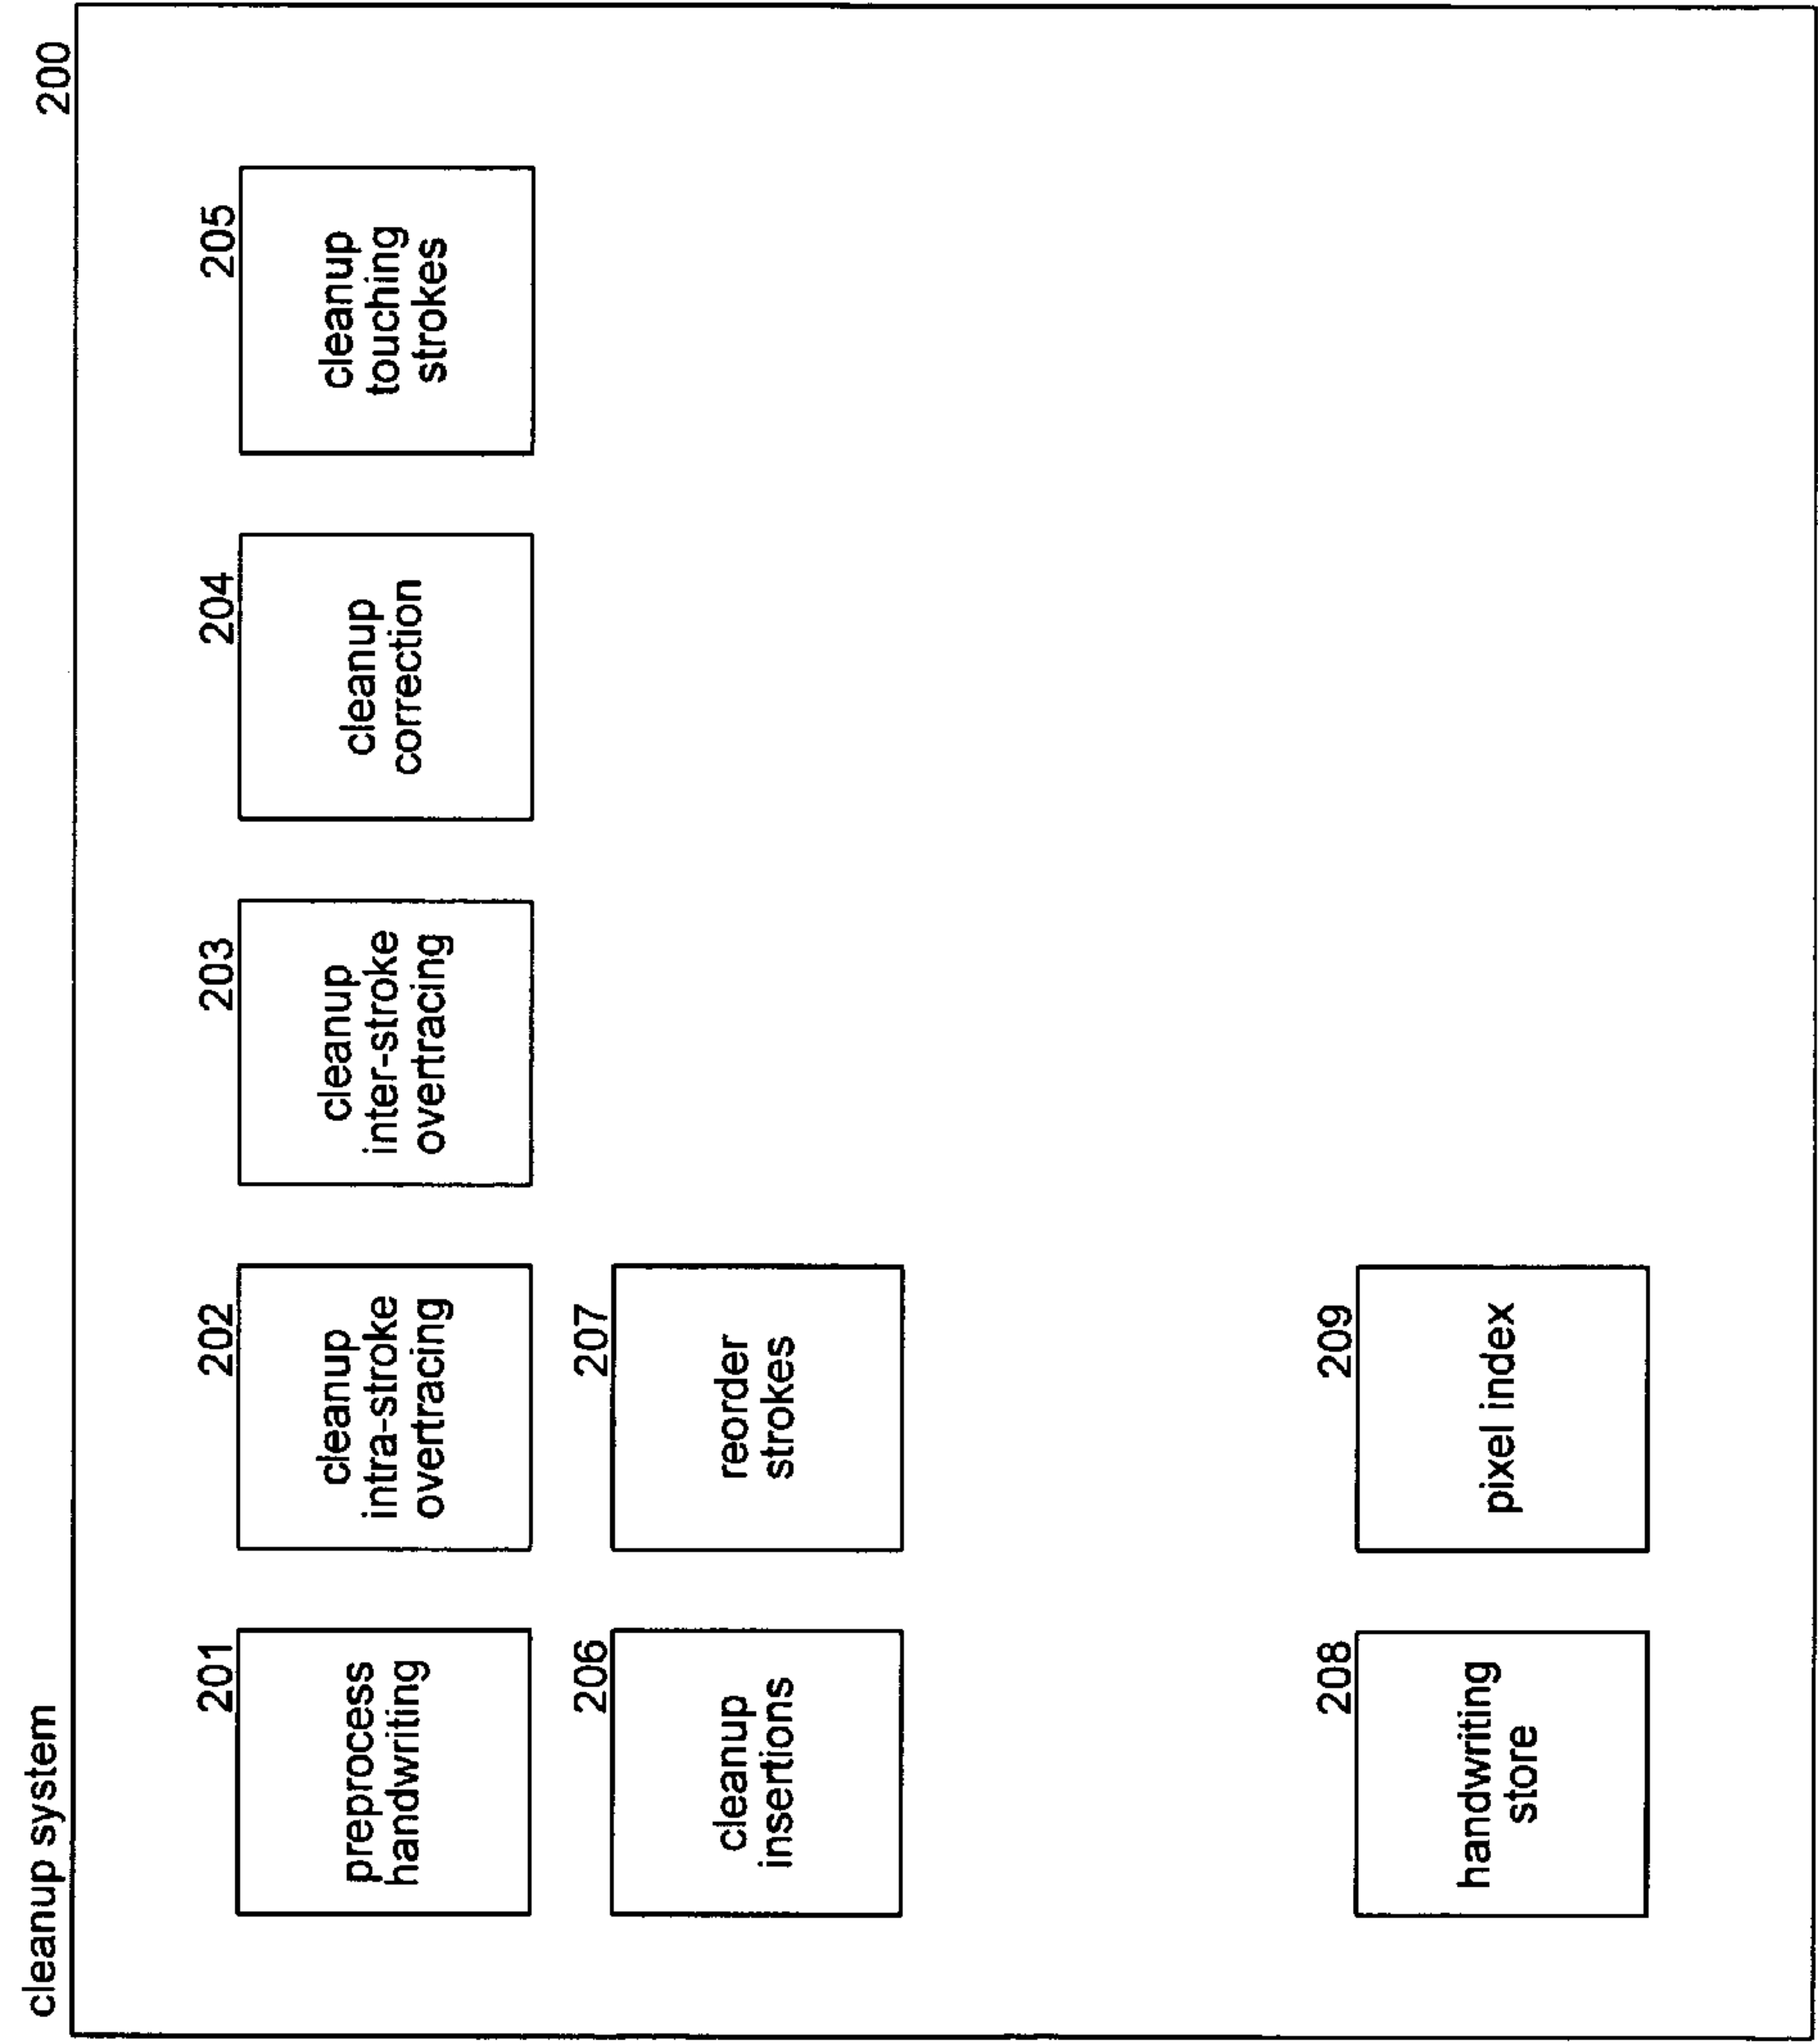 cleanup system
200
201
preprocess
handwriting
202
cleanup
intra-stroke
overtracing
203
cleanup
inter-stroke
overtracing
204
cleanup
correction
205
cleanup
touching
strokes
206
cleanup
insertions
207
reorder
strokes
208
handwriting
store
209
pixel index